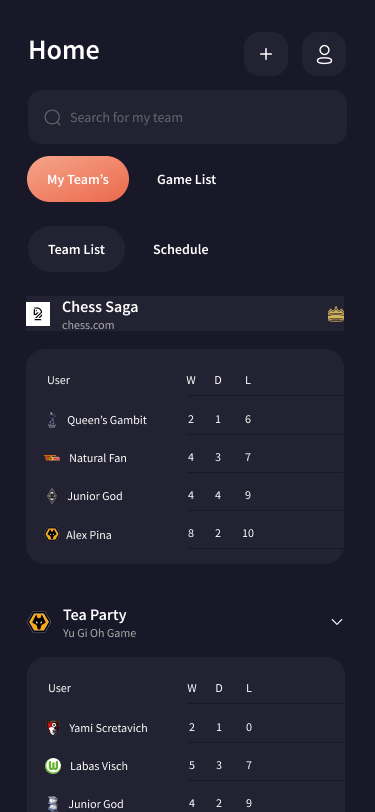 Home
Search for my team
My Team's Game List
Team List Schedule
Chess Saga
chess.com
User W D L
Queen's Gambit 2 1 6
Natural Fan 4 3 7
Junior God 4 4 9
Alex Pina 8 2 10
Tea Party
Yu Gi Oh Game
User W D L
Yami Scretavich 2 1 0
Labas Visch 5 3 7
Junior God 4 2 9